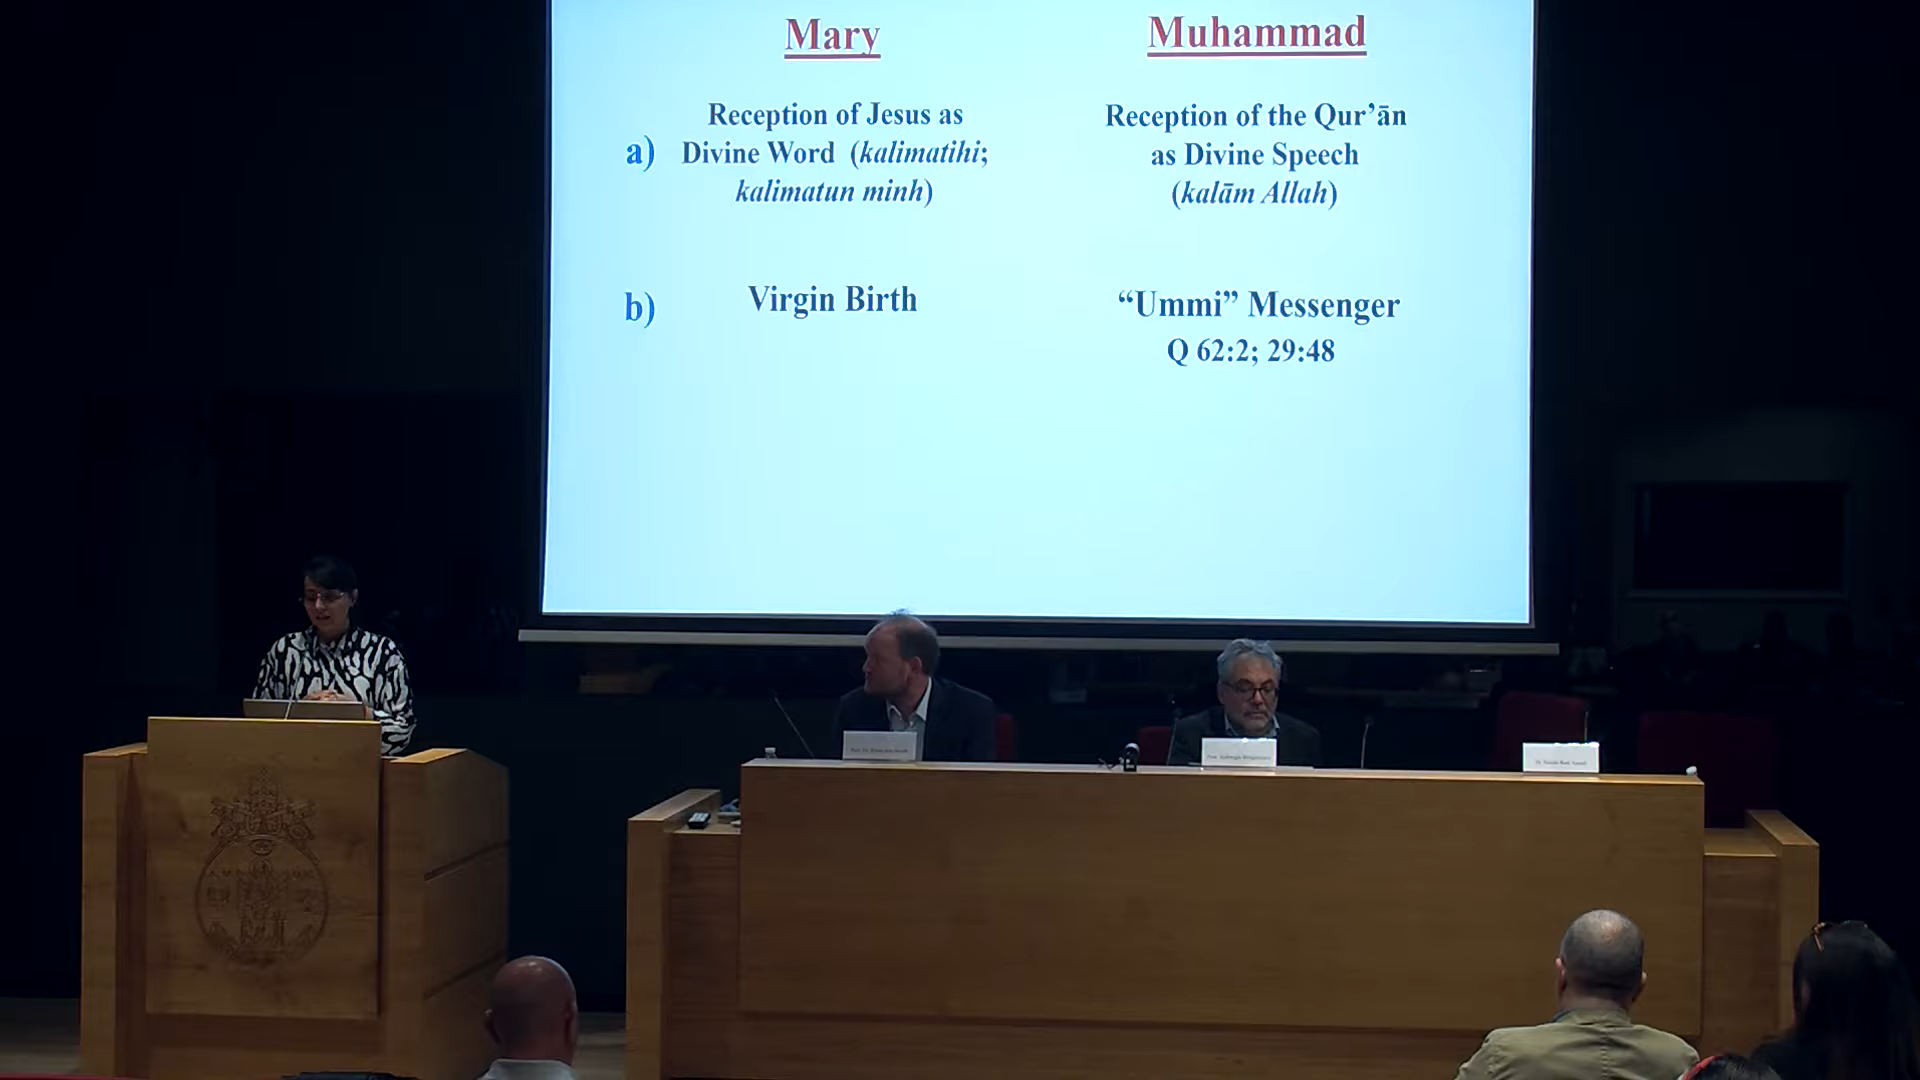 Mary
Muhammad
a)
Reception of Jesus as
Divine Word (kalimatihi;
kalimatun minh)
Reception of the Qur’ān
as Divine Speech
(kalām Allah)
b)
Virgin Birth
“Ummi” Messenger
Q 62:2; 29:48